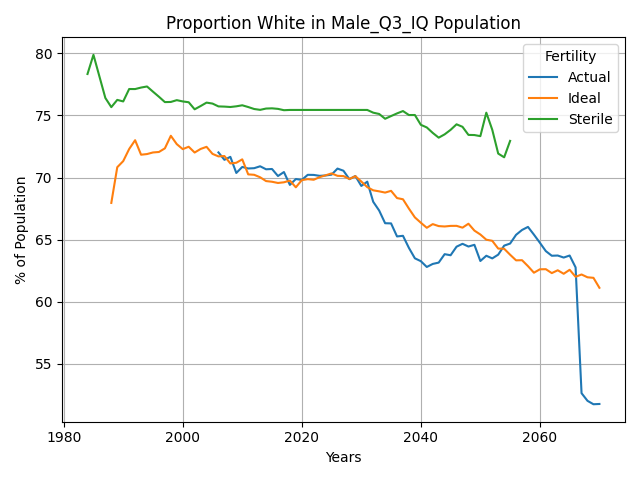 Proportion White in Male_Q3_IQ Population
Fertility
Actual
Ideal
Sterile
% of Population
80
75
70
65
60
55
1980
2000
2020
2040
2060
Years